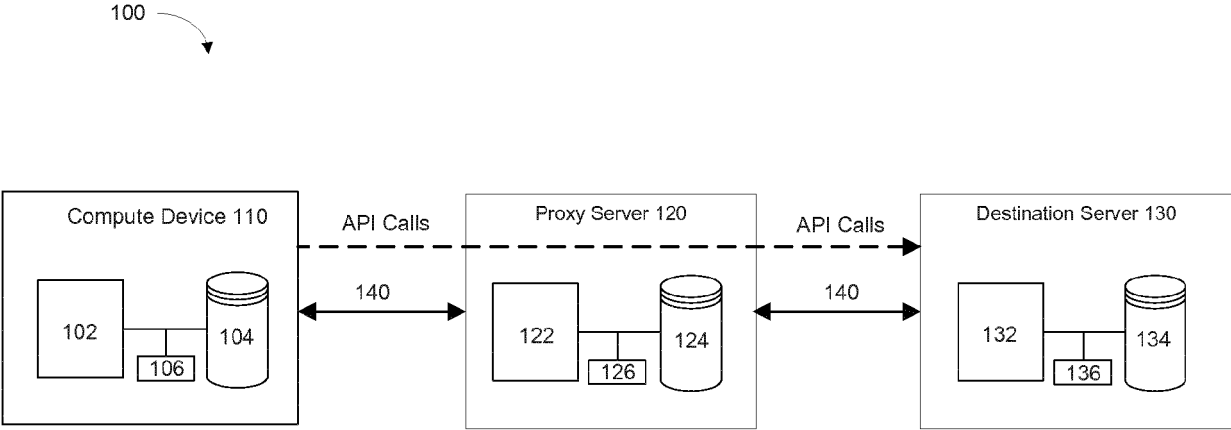 100
Compute Device 110
API Calls
Proxy Server 120
API Calls
Destination Server 130
140
140
102
104
106
122
124
126
132
134
136